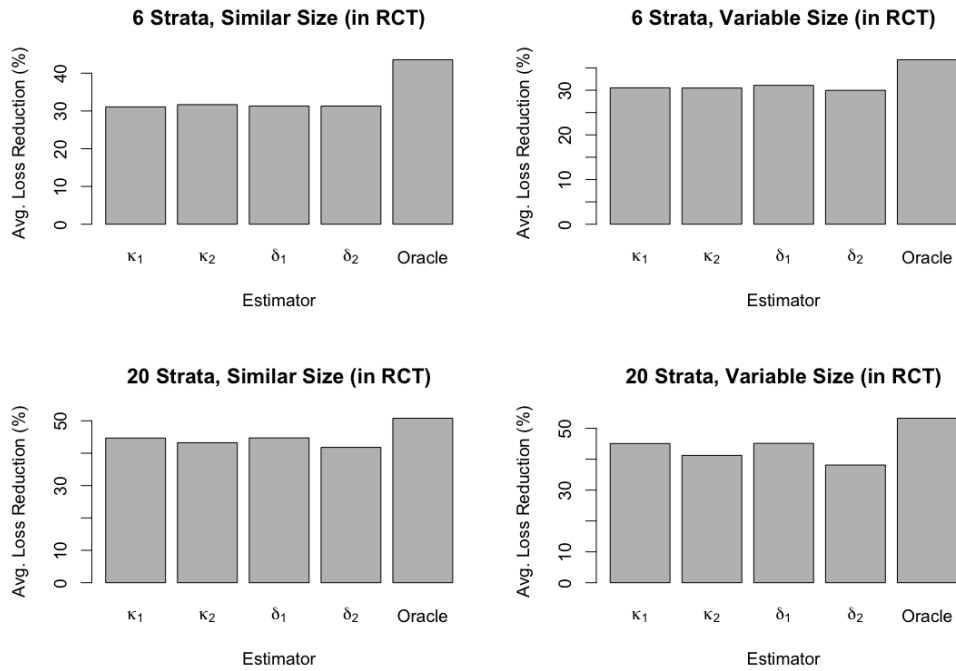 6 Strata, Similar Size (in RCT)
Avg. Loss Reduction (%)
40
30
20
10
0
κ1 κ2 δ1 δ2 Oracle
Estimator
6 Strata, Variable Size (in RCT)
Avg. Loss Reduction (%)
30
20
10
0
κ1 κ2 δ1 δ2 Oracle
Estimator
20 Strata, Similar Size (in RCT)
Avg. Loss Reduction (%)
50
30
10
0
κ1 κ2 δ1 δ2 Oracle
Estimator
20 Strata, Variable Size (in RCT)
Avg. Loss Reduction (%)
50
30
10
0
κ1 κ2 δ1 δ2 Oracle
Estimator